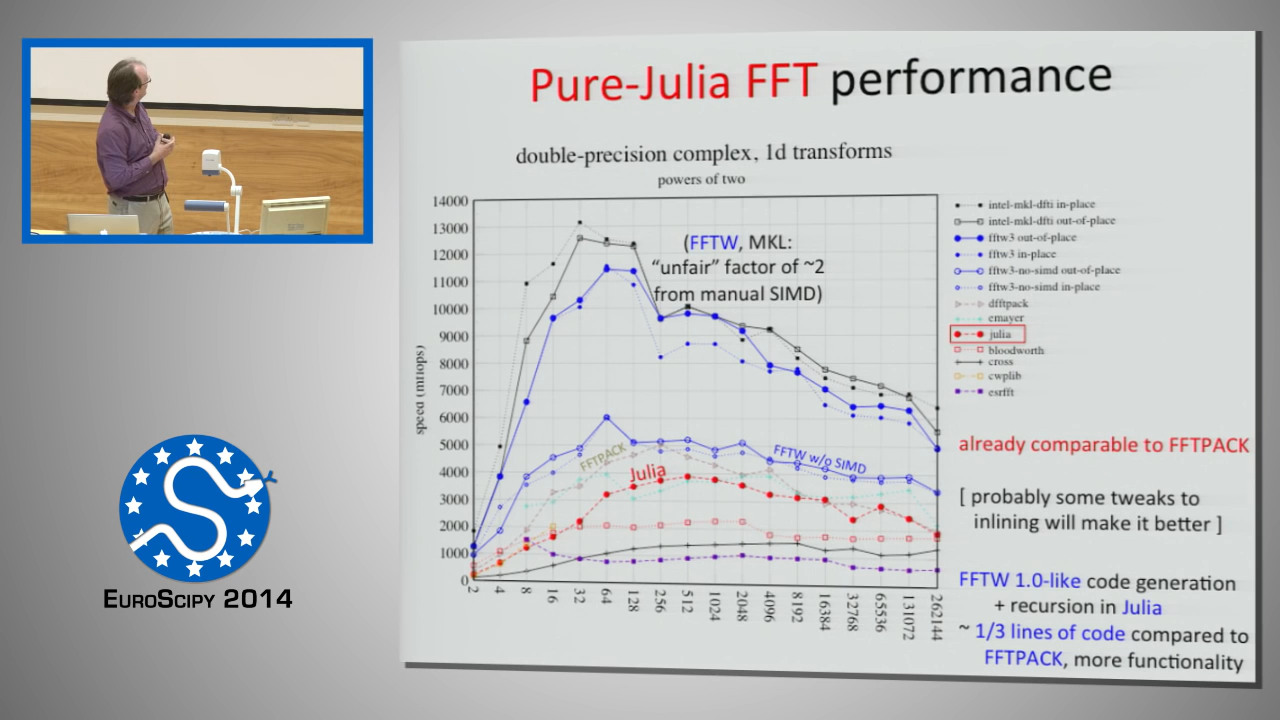 Pure-Julia FFT performance
double-precision complex, 1d transforms
powers of two
14000
13000
12000
11000
10000
9000
8000
7000
6000
5000
4000
3000
2000
1000
0
speed (mflops)
2
4
8
16
32
64
128
256
512
1024
2048
4096
8192
16384
32768
65536
131072
262144
(FFTW, MKL:
“unfair” factor of ~2
from manual SIMD)
FFTPACK
Julia
FFTW w/o SIMD
intel-mkl-dfti in-place
intel-mkl-dfti out-of-place
fftw3 out-of-place
fftw3 in-place
fftw3-no-simd out-of-place
fftw3-no-simd in-place
dfftpack
emayer
julia
bloodworth
cross
cwplib
esrfft
already comparable to FFTPACK
[ probably some tweaks to
inlining will make it better ]
FFTW 1.0-like code generation
+ recursion in Julia
~ 1/3 lines of code compared to
FFTPACK, more functionality
EUROSCIPY 2014